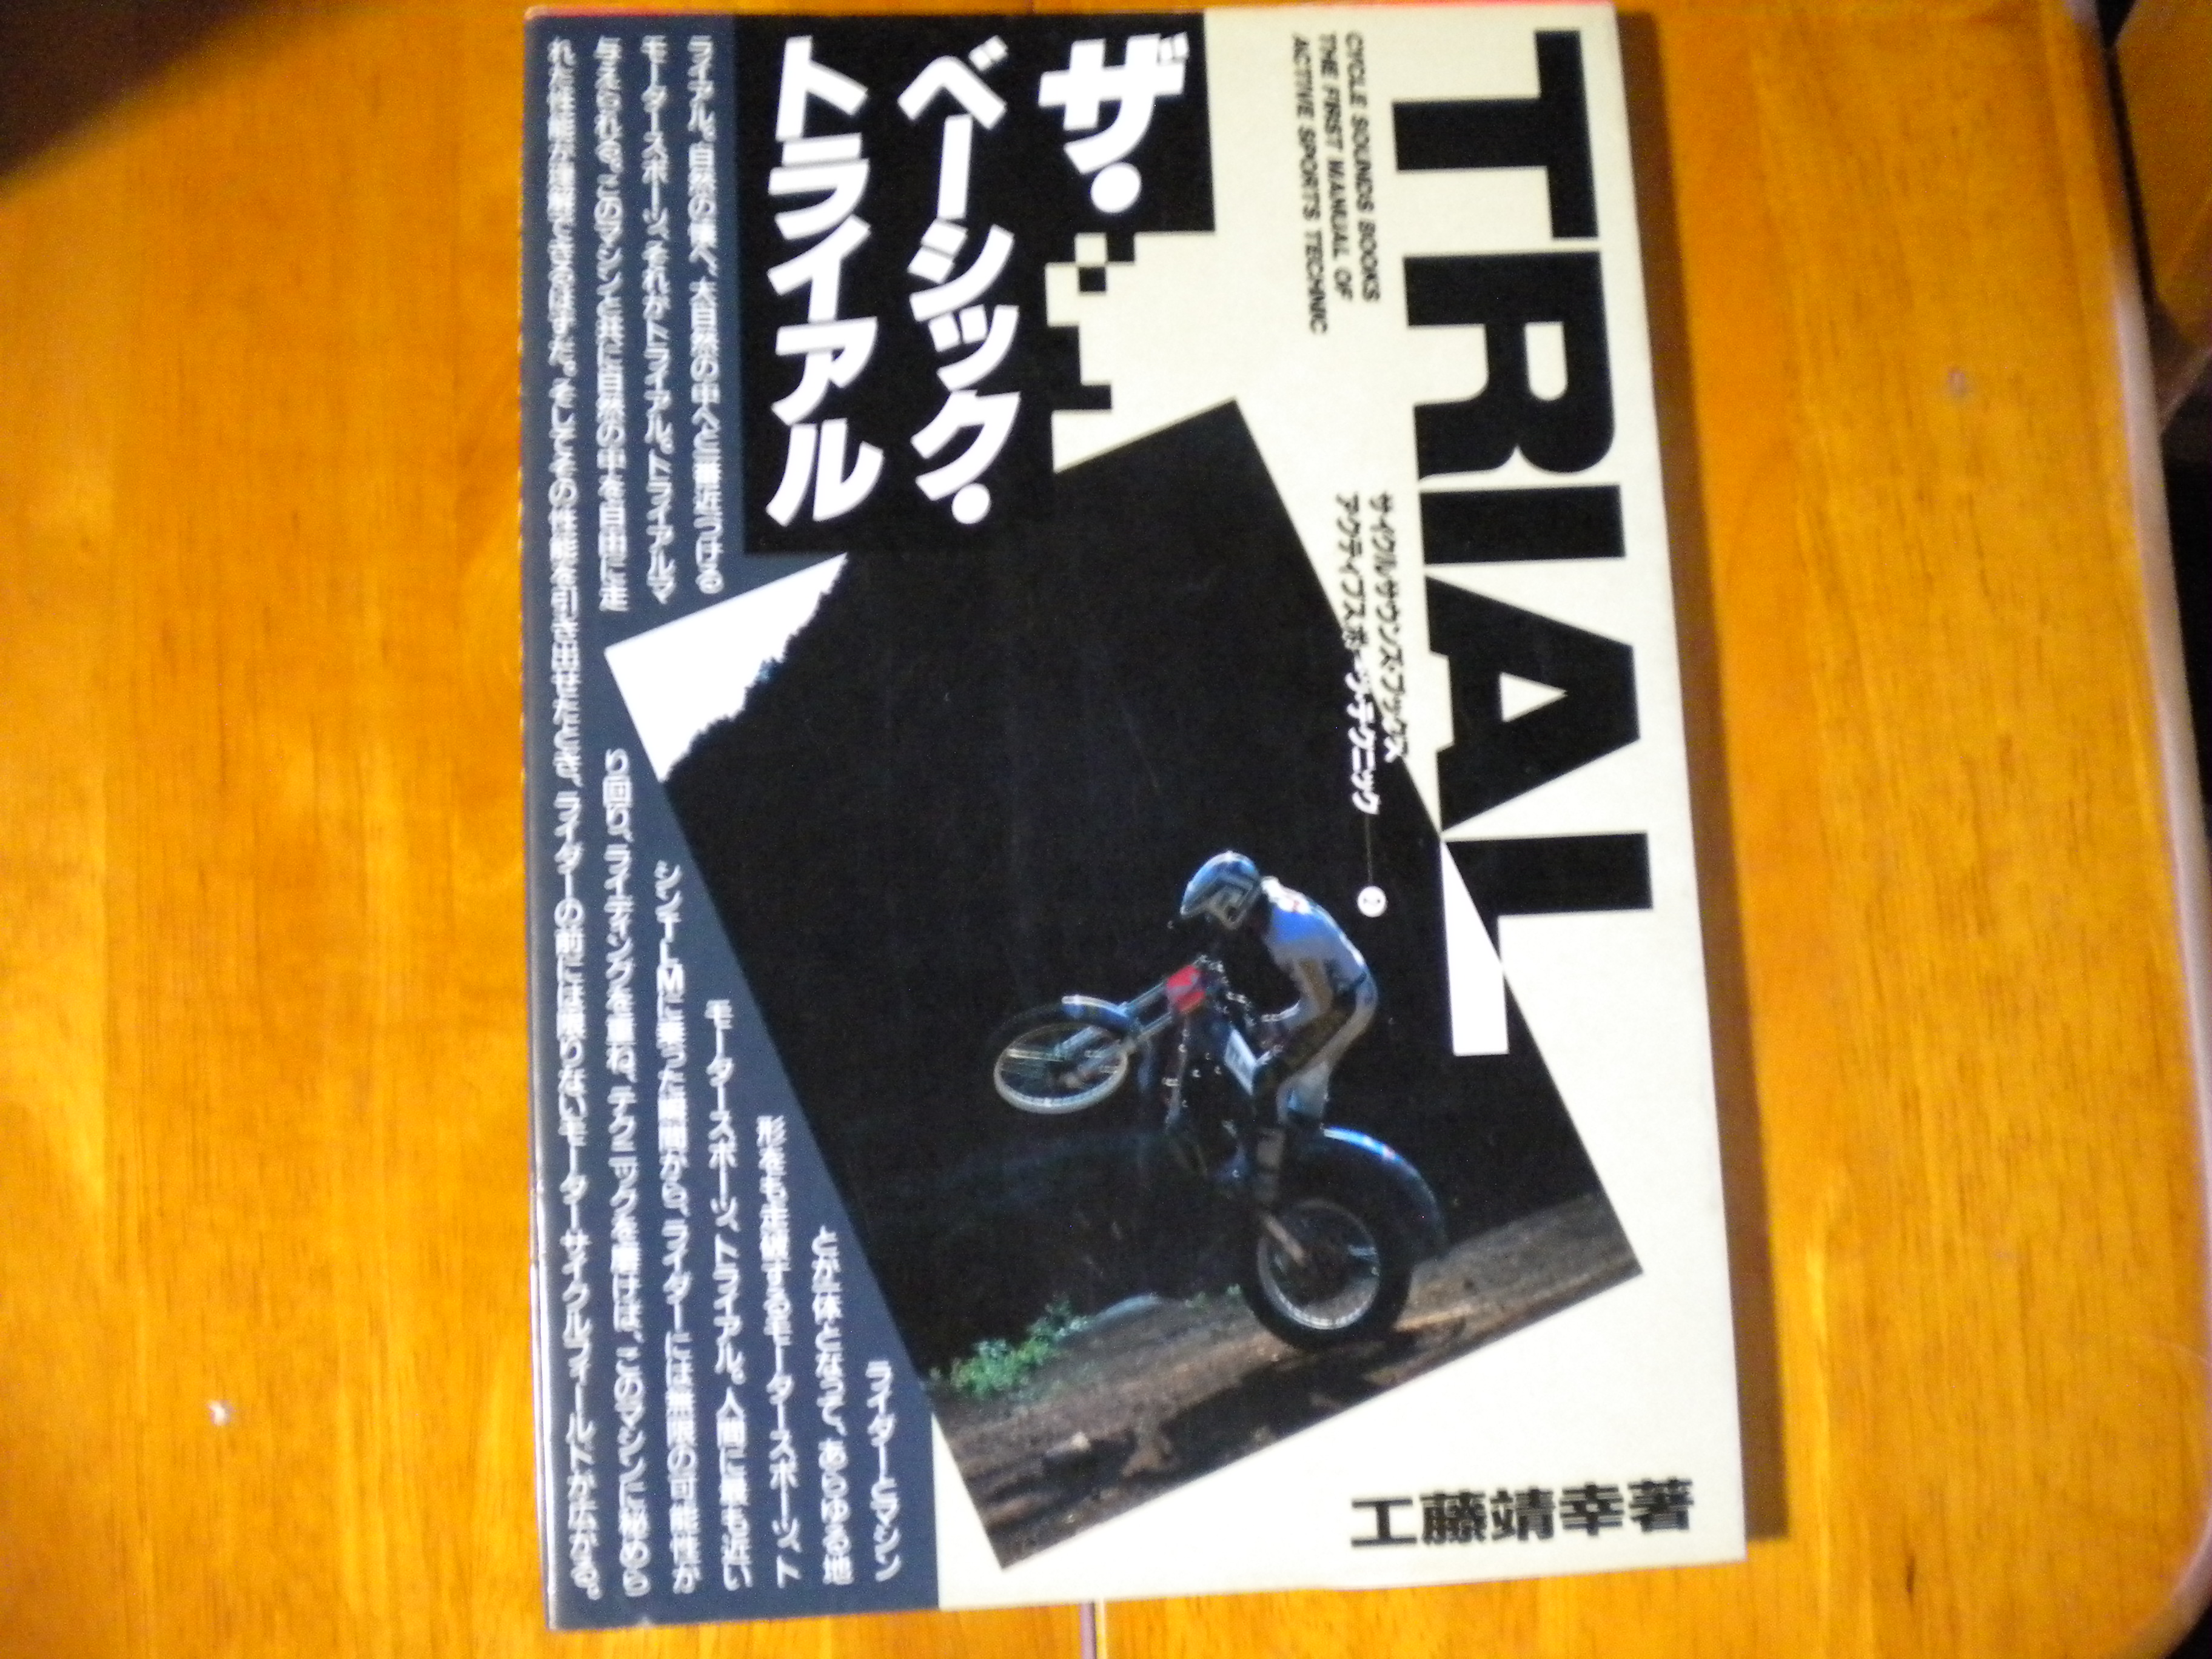 TRIAL
CYCLE SOUNDS BOOKS
THE FIRST MANUAL OF
ACTIVE SPORTS TECHNIC
サイクルサウンズ・ブックス
アクティブスポーツ・テクニック
ザ・
ベーシック・
トライアル
工藤靖幸著
ライダーとマシン
とが一体となって、あらゆる地
形をも走破するモータースポーツ、ト
ライアル。自然の懐へ、大自然の中へと一番近づける
モータースポーツ、トライアル。人間に最も近い
モータースポーツ、それがトライアル。トライアルマ
シンTLMに乗った瞬間から、ライダーには無限の可能性が
与えられる。このマシンと共に自然の中を自由に走
り回り、ライディングを重ね、テクニックを磨けば、このマシンに秘めら
れた性能が理解できるはずだ。そしてその性能を引き出せたとき、ライダーの前には限りないモーターサイクルフィールドが広がる。